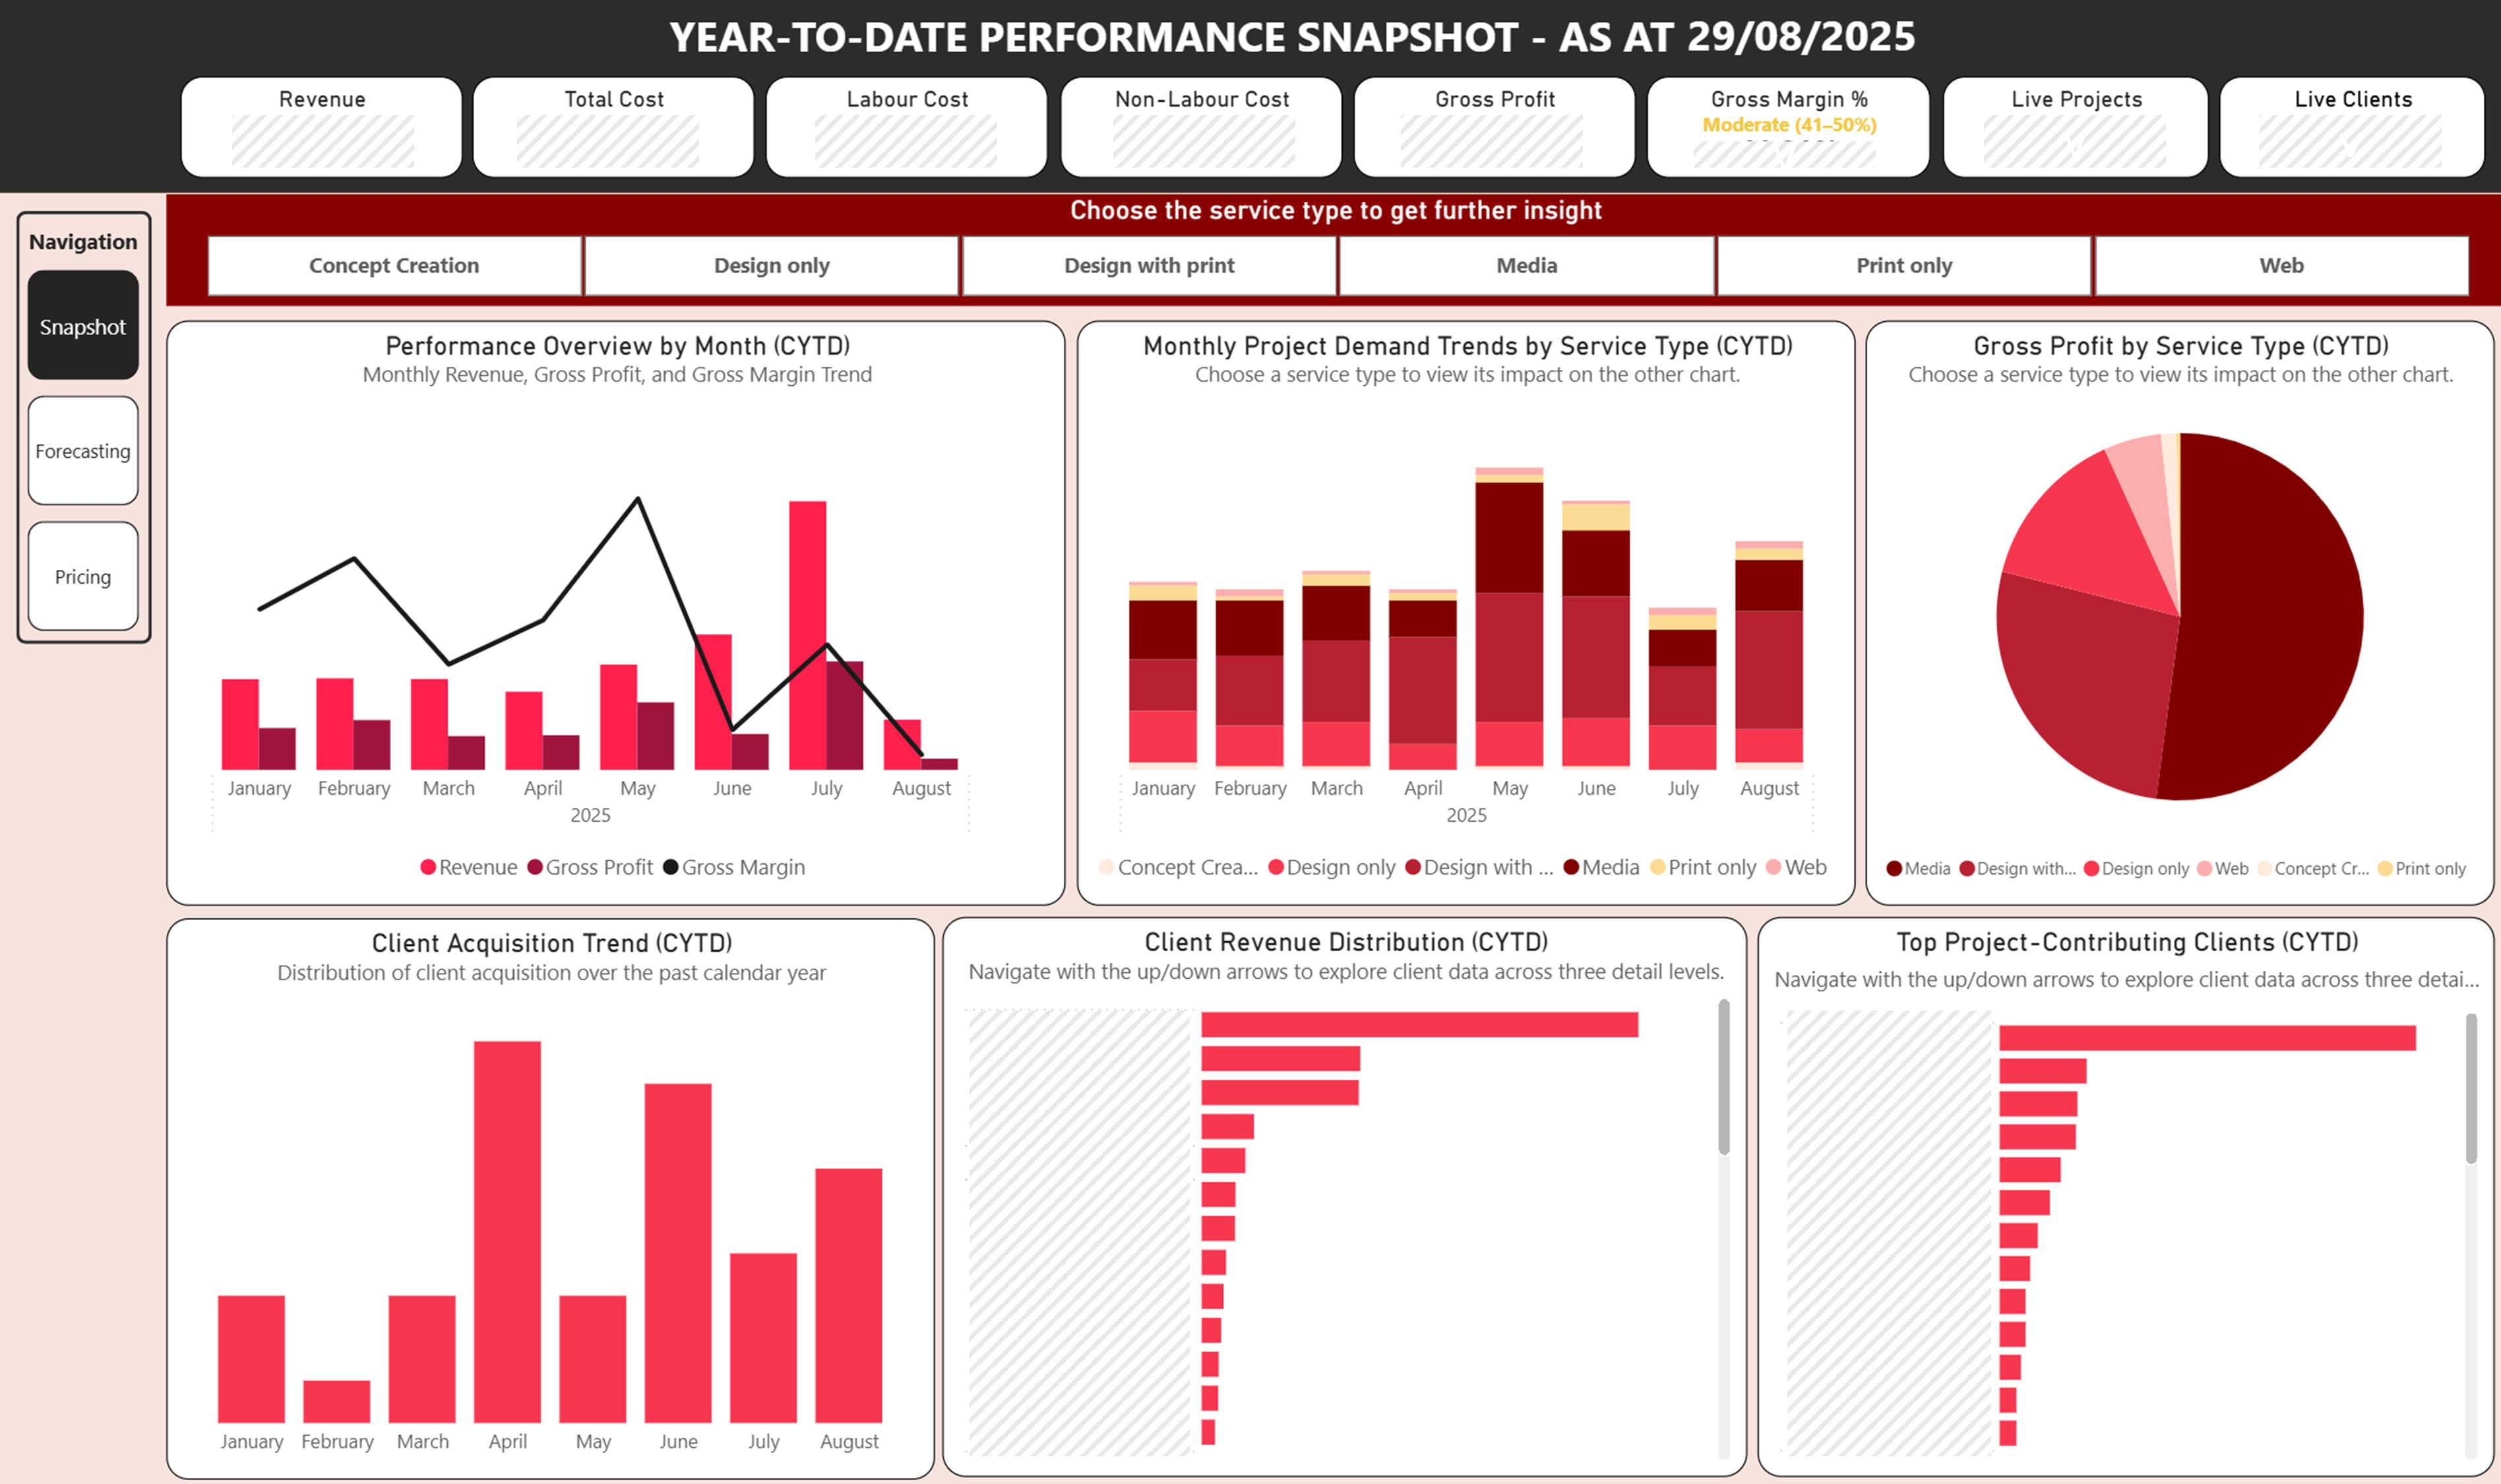 YEAR-TO-DATE PERFORMANCE SNAPSHOT - AS AT 29/08/2025
Revenue
Total Cost
Labour Cost
Non-Labour Cost
Gross Profit
Gross Margin %
Moderate (41–50%)
Live Projects
Live Clients
Navigation
Snapshot
Forecasting
Pricing
Choose the service type to get further insight
Concept Creation
Design only
Design with print
Media
Print only
Web
Performance Overview by Month (CYTD)
Monthly Revenue, Gross Profit, and Gross Margin Trend
January February March April May June July August
2025
Revenue Gross Profit Gross Margin
Monthly Project Demand Trends by Service Type (CYTD)
Choose a service type to view its impact on the other chart.
January February March April May June July August
2025
Concept Crea... Design only Design with ... Media Print only Web
Gross Profit by Service Type (CYTD)
Choose a service type to view its impact on the other chart.
Media Design with... Design only Web Concept Cr... Print only
Client Acquisition Trend (CYTD)
Distribution of client acquisition over the past calendar year
January February March April May June July August
Client Revenue Distribution (CYTD)
Navigate with the up/down arrows to explore client data across three detail levels.
Top Project-Contributing Clients (CYTD)
Navigate with the up/down arrows to explore client data across three detai...